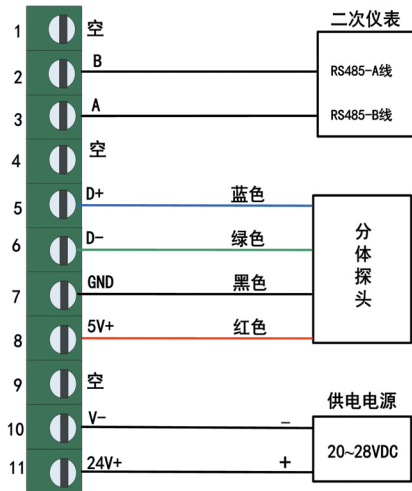 二次仪表
1 空
2 B RS485-A线
3 A RS485-B线
4 空
5 D+ 蓝色
6 D- 绿色
7 GND 黑色
8 5V+ 红色
分体探头
9 空
供电电源
10 V- −
20~28VDC
11 24V+ +